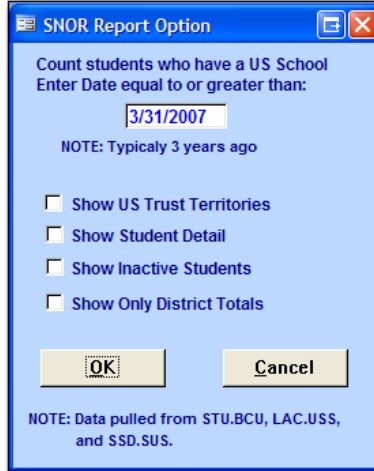 SNOR Report Option
Count students who have a US School
Enter Date equal to or greater than:
3/31/2007
NOTE: Typicaly 3 years ago
Show US Trust Territories
Show Student Detail
Show Inactive Students
Show Only District Totals
OK
Cancel
NOTE: Data pulled from STU.BCU, LAC.USS,
and SSD.SUS.